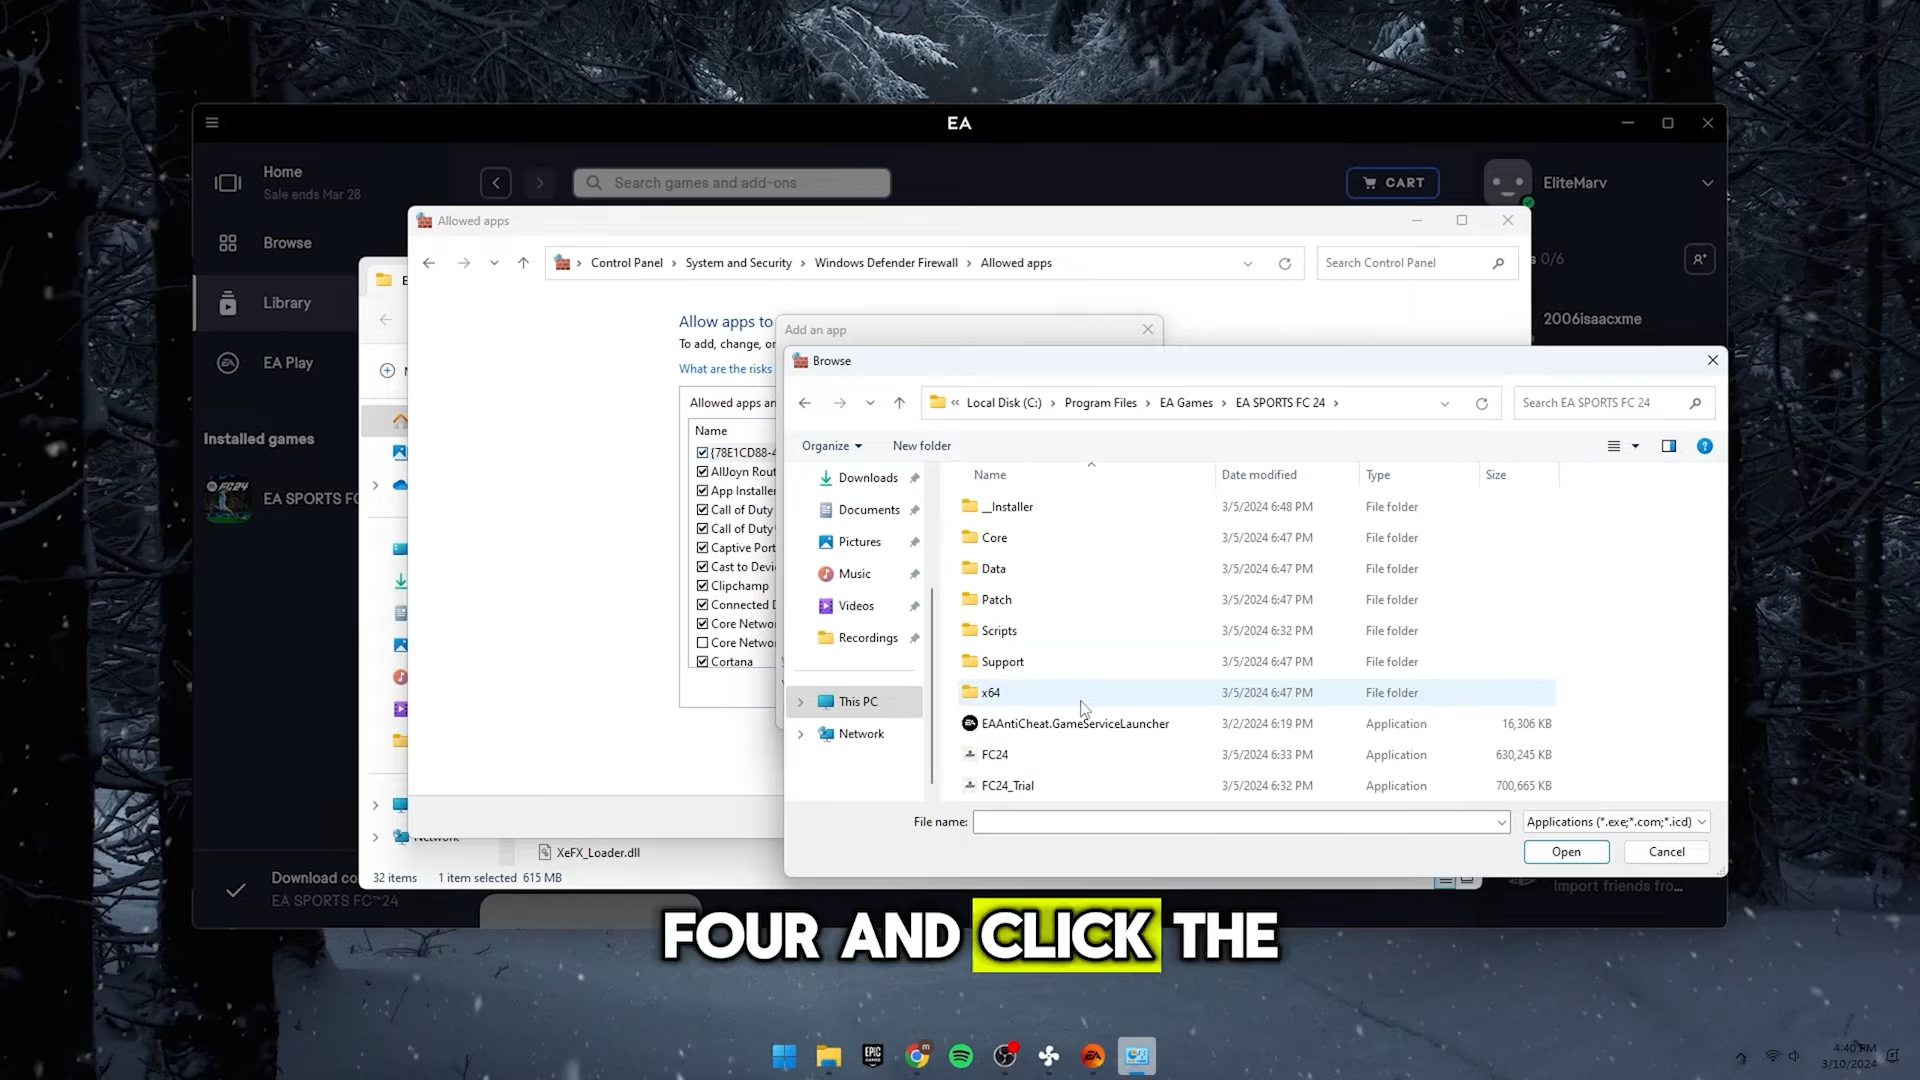 EA
Home
Sale ends Mar 28
Search games and add-ons
CART
EliteMarv
Browse
Library
EA Play
Installed games
EA SPORTS FC
0/6
2006isaacxme
Allowed apps
Control Panel > System and Security > Windows Defender Firewall > Allowed apps
Search Control Panel
Allow apps to
To add, change, or
What are the risks
Allowed apps an
Name
{78E1CD88-4
AllJoyn Rout
App Installer
Call of Duty
Call of Duty
Captive Port
Cast to Devi
Clipchamp
Connected D
Core Netwo
Core Networ
Cortana
Add an app
Browse
« Local Disk (C:) > Program Files > EA Games > EA SPORTS FC 24 >
Search EA SPORTS FC 24
Organize
New folder
Downloads
Documents
Pictures
Music
Videos
Recordings
This PC
Network
Name Date modified Type Size
__Installer 3/5/2024 6:48 PM File folder
Core 3/5/2024 6:47 PM File folder
Data 3/5/2024 6:47 PM File folder
Patch 3/5/2024 6:47 PM File folder
Scripts 3/5/2024 6:32 PM File folder
Support 3/5/2024 6:47 PM File folder
x64 3/5/2024 6:47 PM File folder
EAAntiCheat.GameServiceLauncher 3/2/2024 6:19 PM Application 16,306 KB
FC24 3/5/2024 6:33 PM Application 630,245 KB
FC24_Trial 3/5/2024 6:32 PM Application 700,665 KB
File name:
Applications (*.exe;*.com;*.icd)
Open
Cancel
Network
XeFX_Loader.dll
32 items 1 item selected 615 MB
Download co
EA SPORTS FC™ 24
Import friends fro...
FOUR AND CLICK THE
4:40 PM
3/10/2024